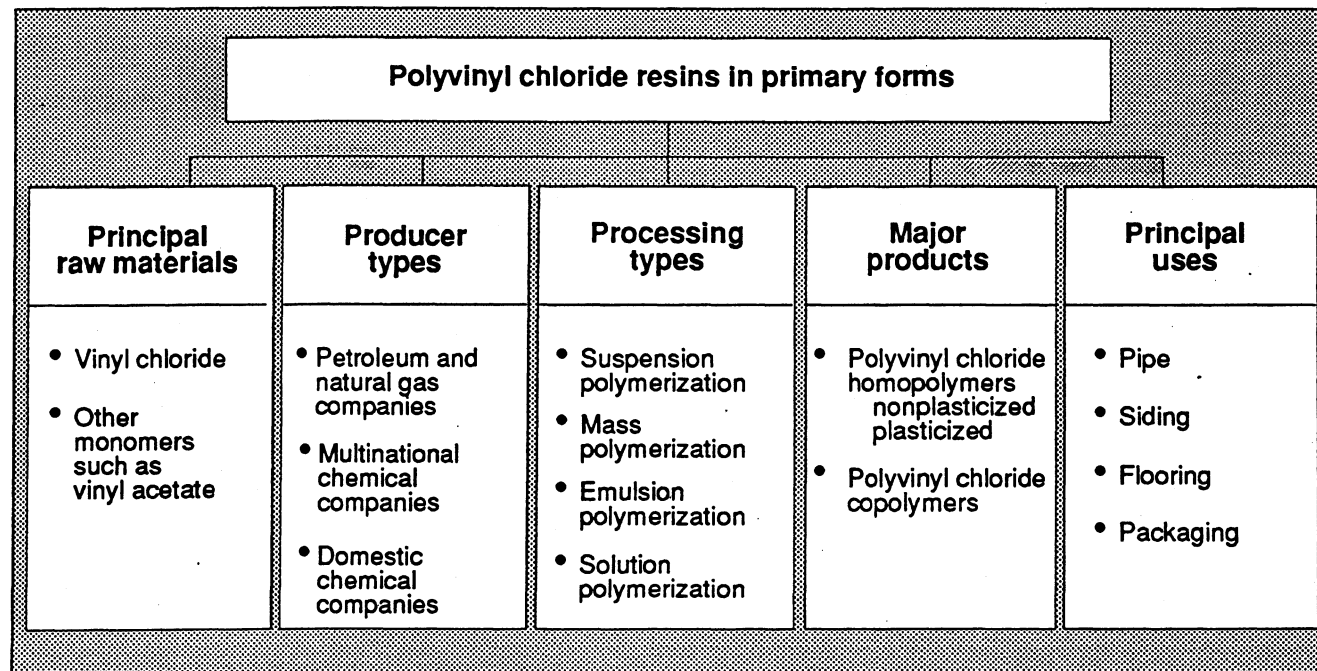 Polyvinyl chloride resins in primary forms
Principal
raw materials
• Vinyl chloride
• Other
monomers
such as
vinyl acetate
Producer
types
• Petroleum and
natural gas
companies
• Multinational
chemical
companies
• Domestic
chemical
companies
Processing
types
• Suspension
polymerization
• Mass
polymerization
• Emulsion
polymerization
• Solution
polymerization
Major
products
• Polyvinyl chloride
homopolymers
nonplasticized
plasticized
• Polyvinyl chloride
copolymers
Principal
uses
• Pipe
• Siding
• Flooring
• Packaging